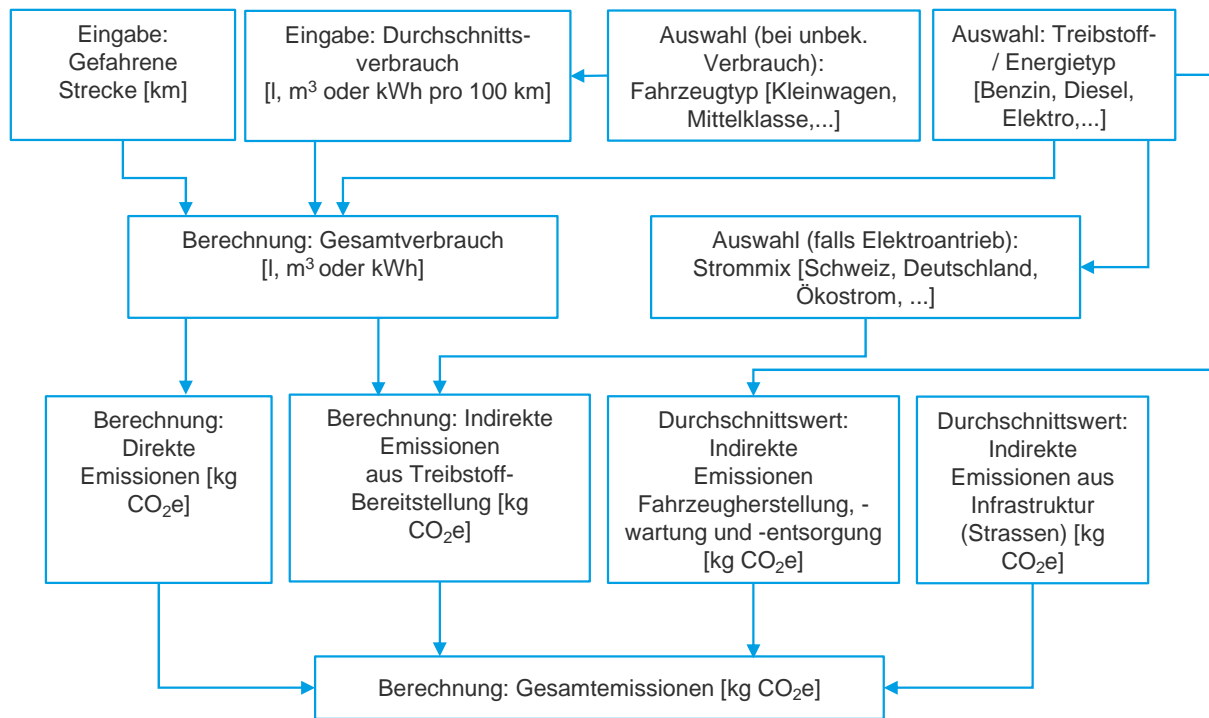 Eingabe:
Gefahrene
Strecke [km]
Eingabe: Durchschnitts-
verbrauch
[l, m³ oder kWh pro 100 km]
Auswahl (bei unbek.
Verbrauch):
Fahrzeugtyp [Kleinwagen,
Mittelklasse,...]
Auswahl: Treibstoff-
/ Energietyp
[Benzin, Diesel,
Elektro,...]
Berechnung: Gesamtverbrauch
[l, m³ oder kWh]
Auswahl (falls Elektroantrieb):
Strommix [Schweiz, Deutschland,
Ökostrom, ...]
Berechnung:
Direkte
Emissionen [kg
CO₂e]
Berechnung: Indirekte
Emissionen
aus Treibstoff-
Bereitstellung [kg
CO₂e]
Durchschnittswert:
Indirekte
Emissionen
Fahrzeugherstellung, -
wartung und -entsorgung
[kg CO₂e]
Durchschnittswert:
Indirekte
Emissionen aus
Infrastruktur
(Strassen) [kg
CO₂e]
Berechnung: Gesamtemissionen [kg CO₂e]